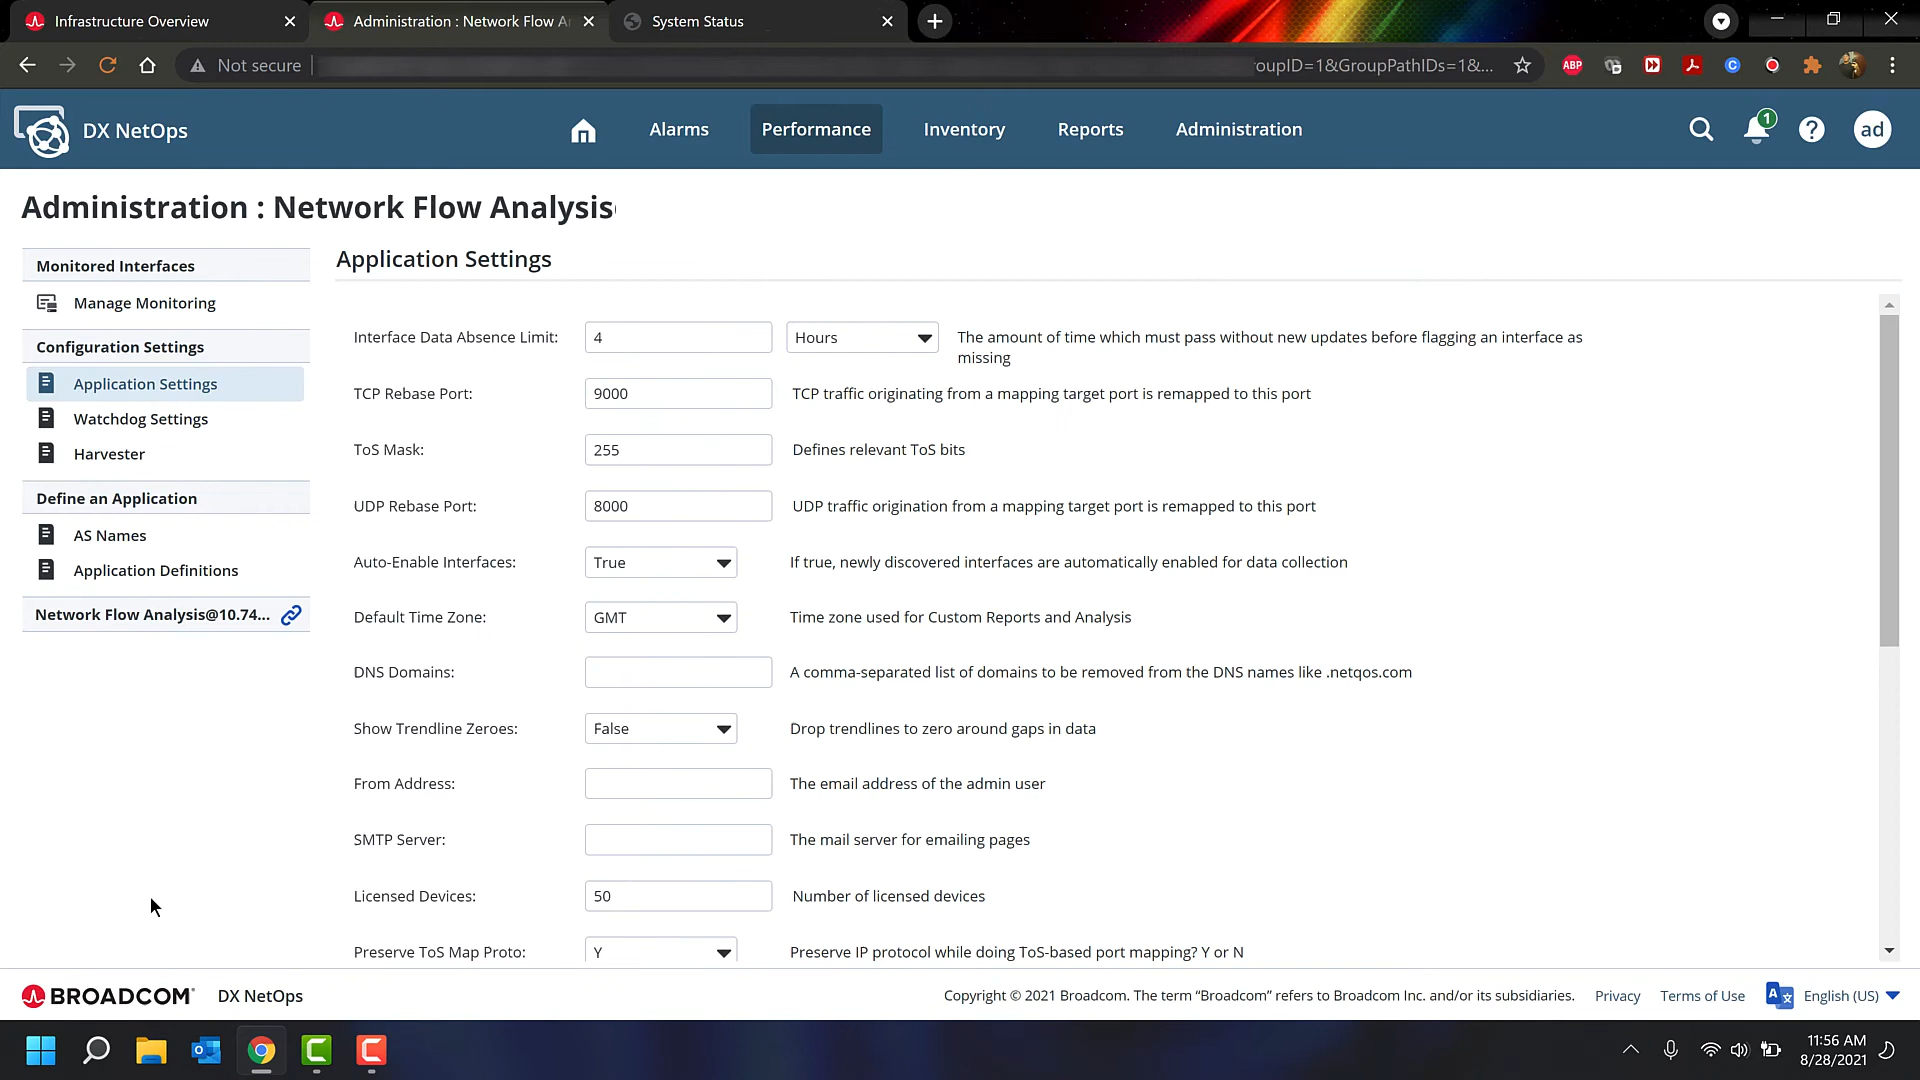 Infrastructure Overview
Administration : Network Flow A
System Status
Not secure
oupID=1&GroupPathIDs=1&...
ABP
C
DX NetOps
Alarms
Performance
Inventory
Reports
Administration
1
?
ad
Administration : Network Flow Analysis
Monitored Interfaces
Manage Monitoring
Configuration Settings
Application Settings
Watchdog Settings
Harvester
Define an Application
AS Names
Application Definitions
Network Flow Analysis@10.74...
Application Settings
Interface Data Absence Limit: 4 Hours The amount of time which must pass without new updates before flagging an interface as
missing
TCP Rebase Port: 9000 TCP traffic originating from a mapping target port is remapped to this port
ToS Mask: 255 Defines relevant ToS bits
UDP Rebase Port: 8000 UDP traffic origination from a mapping target port is remapped to this port
Auto-Enable Interfaces: True If true, newly discovered interfaces are automatically enabled for data collection
Default Time Zone: GMT Time zone used for Custom Reports and Analysis
DNS Domains: A comma-separated list of domains to be removed from the DNS names like .netqos.com
Show Trendline Zeroes: False Drop trendlines to zero around gaps in data
From Address: The email address of the admin user
SMTP Server: The mail server for emailing pages
Licensed Devices: 50 Number of licensed devices
Preserve ToS Map Proto: Y Preserve IP protocol while doing ToS-based port mapping? Y or N
BROADCOM DX NetOps
Copyright © 2021 Broadcom. The term “Broadcom” refers to Broadcom Inc. and/or its subsidiaries. Privacy Terms of Use English (US)
11:56 AM
8/28/2021